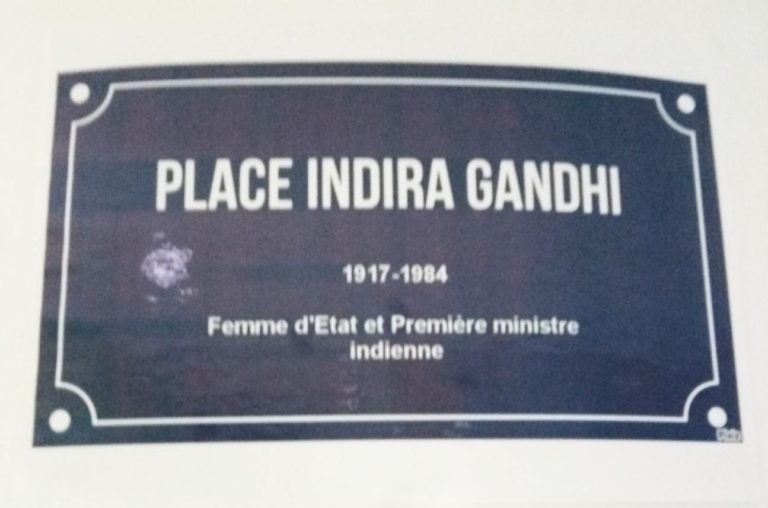 PLACE INDIRA GANDHI
1917-1984
Femme d'Etat et Première ministre
indienne